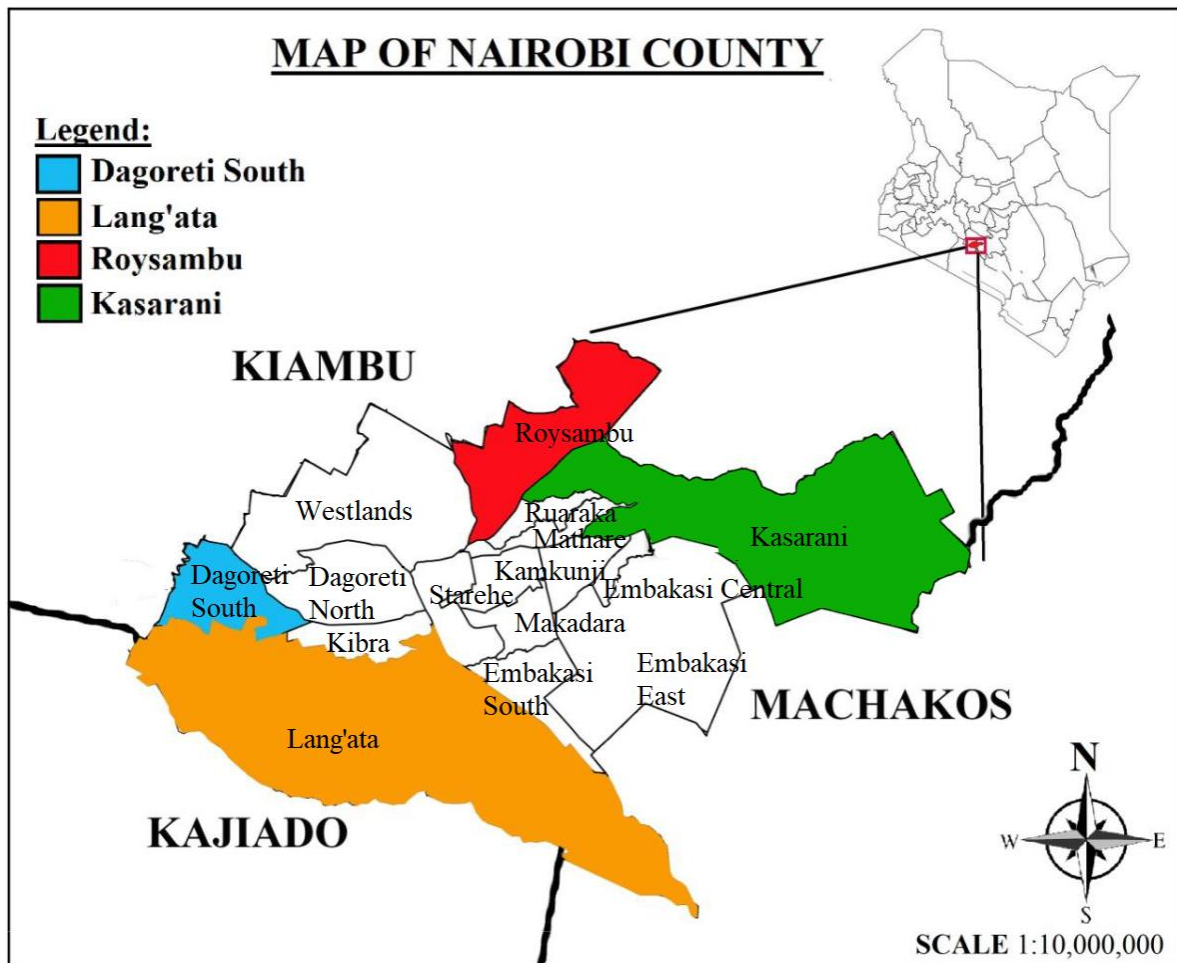 MAP OF NAIROBI COUNTY
Legend:
Dagoreti South
Lang'ata
Roysambu
Kasarani
KIAMBU
Roysambu
Westlands
Ruaraka
Mathare
Kasarani
Dagoreti
South
Dagoreti
North
Kamkunji
Starehe
Embakasi Central
Makadara
Kibra
Embakasi
South
Embakasi
East
MACHAKOS
Lang'ata
KAJIADO
N
W
E
S
SCALE 1:10,000,000